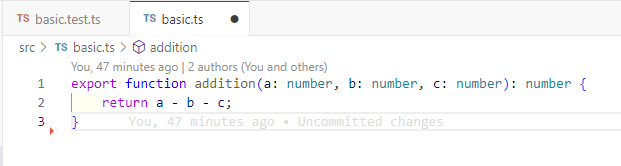 TS basic.test.ts TS basic.ts ●
src > TS basic.ts > addition
You, 47 minutes ago | 2 authors (You and others)
1 export function addition(a: number, b: number, c: number): number {
2 return a - b - c;
3 } You, 47 minutes ago • Uncommitted changes